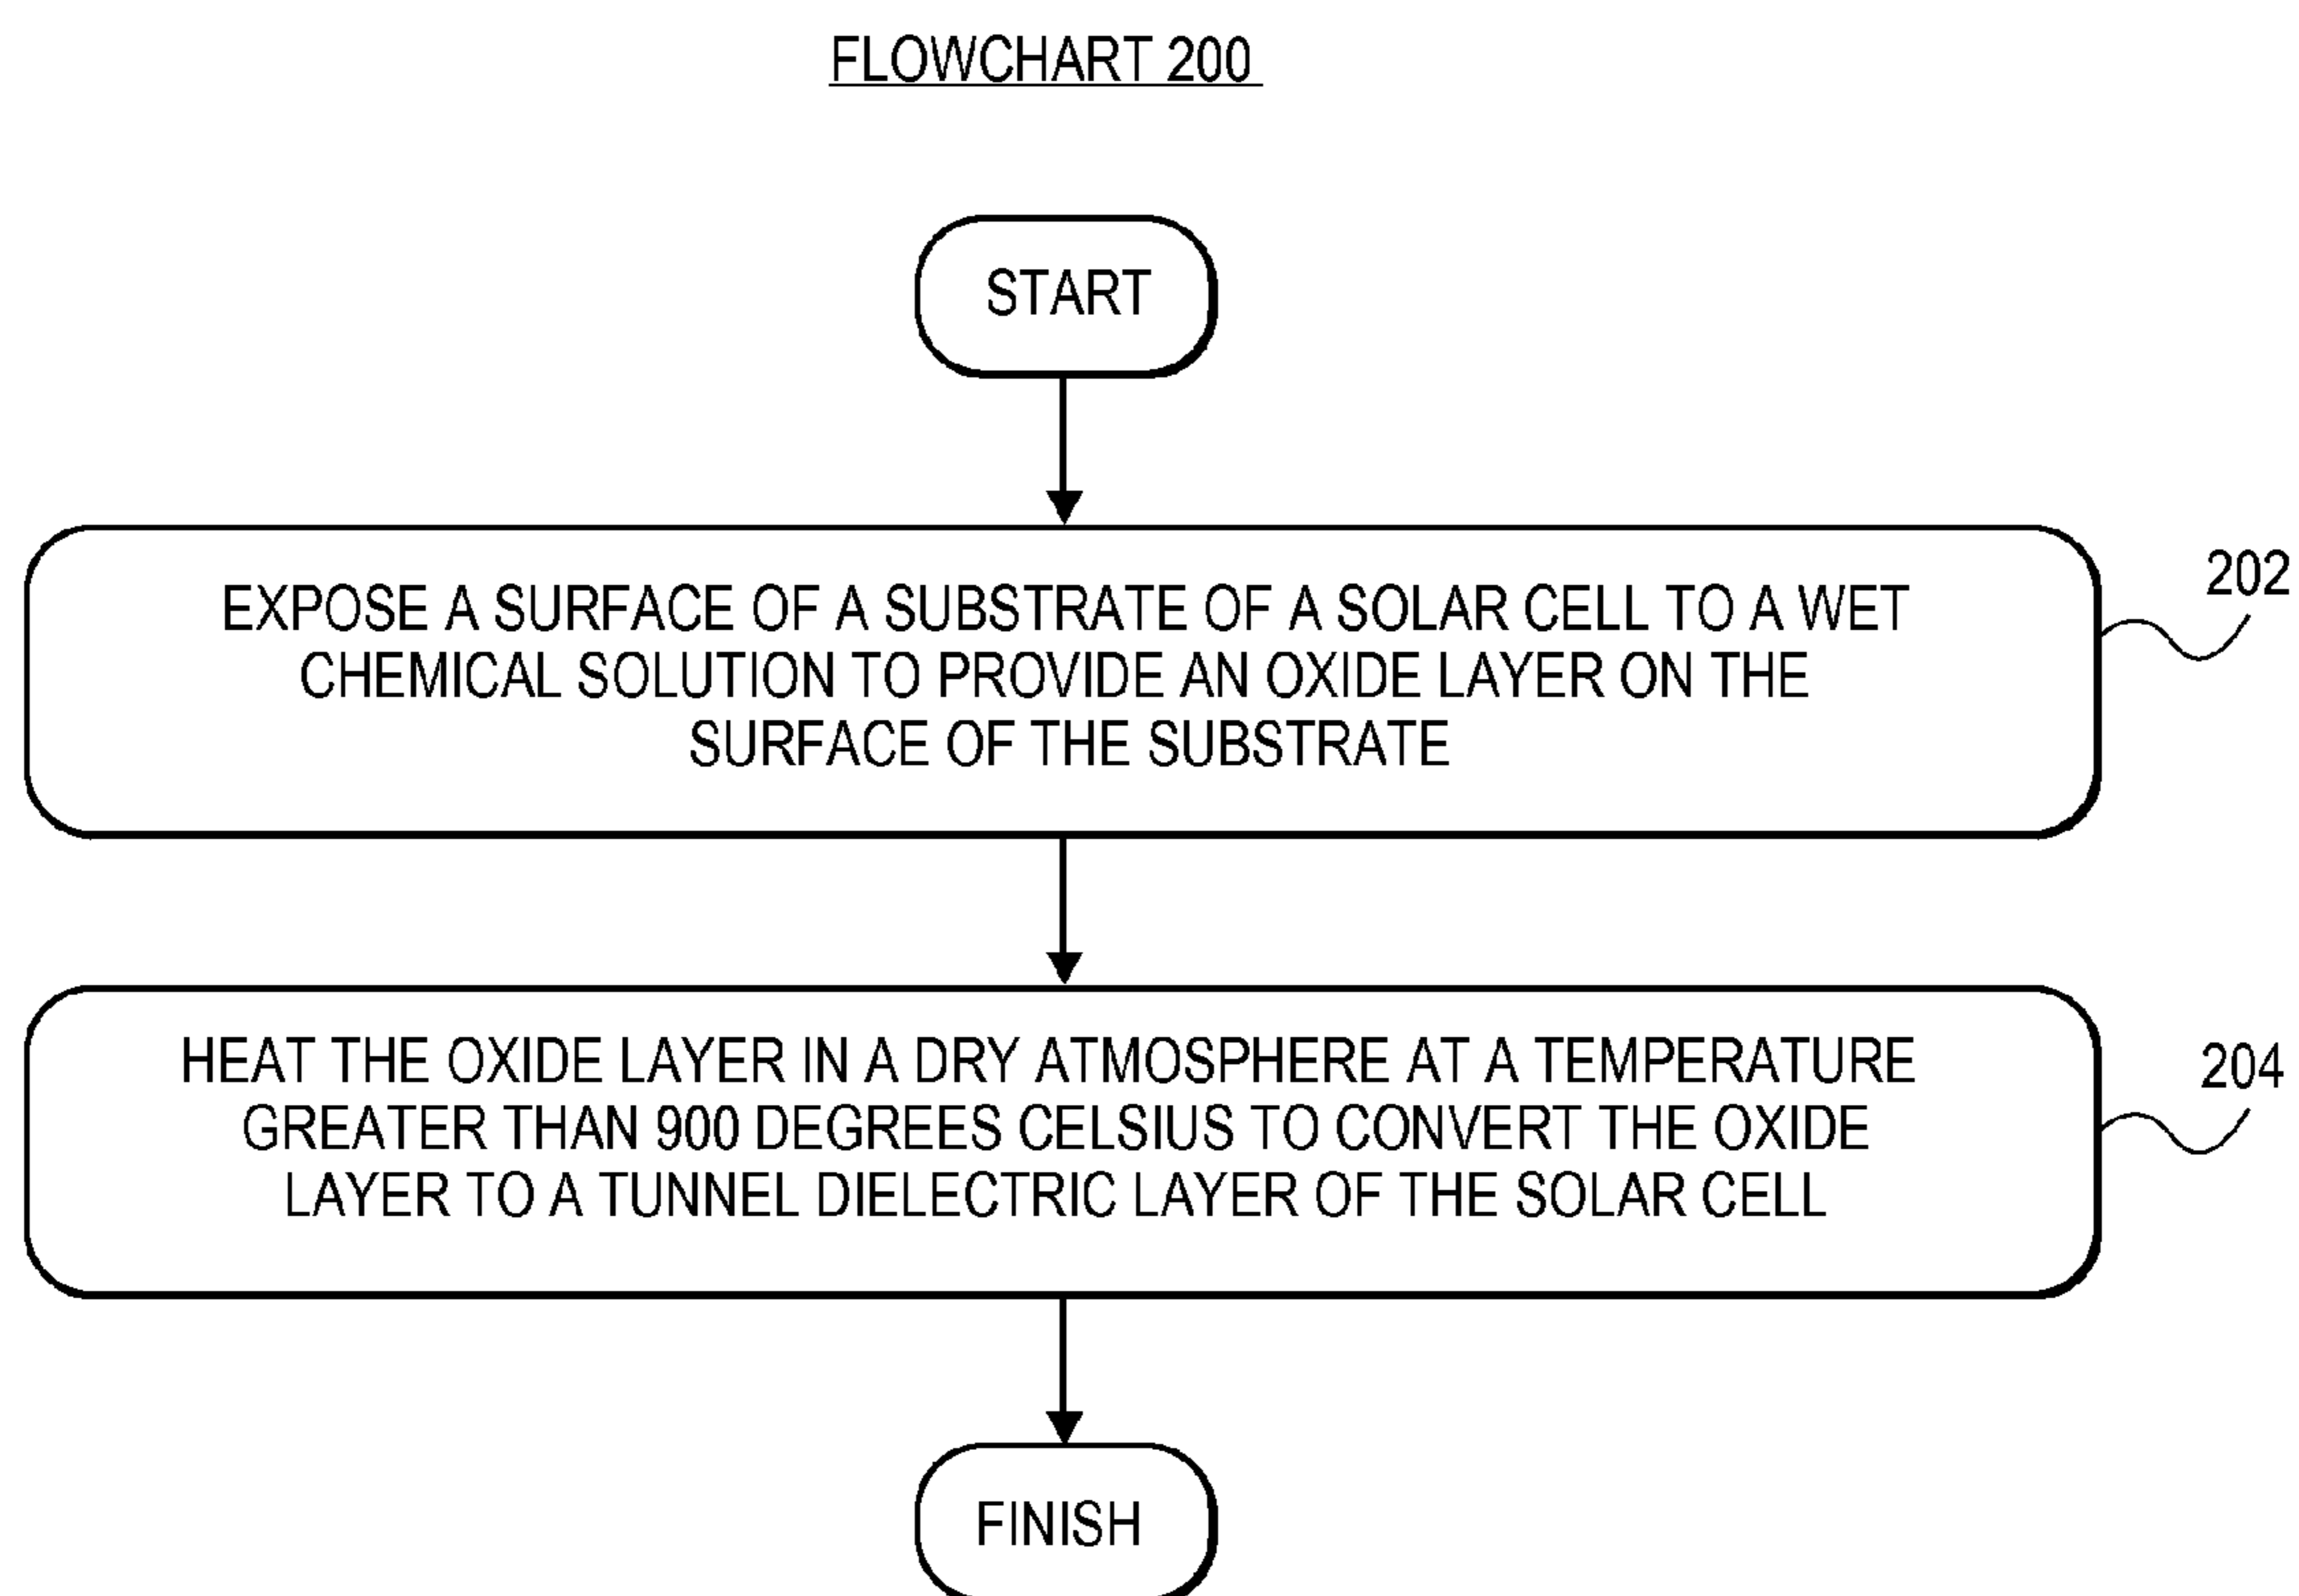 FLOWCHART 200
START
EXPOSE A SURFACE OF A SUBSTRATE OF A SOLAR CELL TO A WET
CHEMICAL SOLUTION TO PROVIDE AN OXIDE LAYER ON THE
SURFACE OF THE SUBSTRATE
202
HEAT THE OXIDE LAYER IN A DRY ATMOSPHERE AT A TEMPERATURE
GREATER THAN 900 DEGREES CELSIUS TO CONVERT THE OXIDE
LAYER TO A TUNNEL DIELECTRIC LAYER OF THE SOLAR CELL
204
FINISH